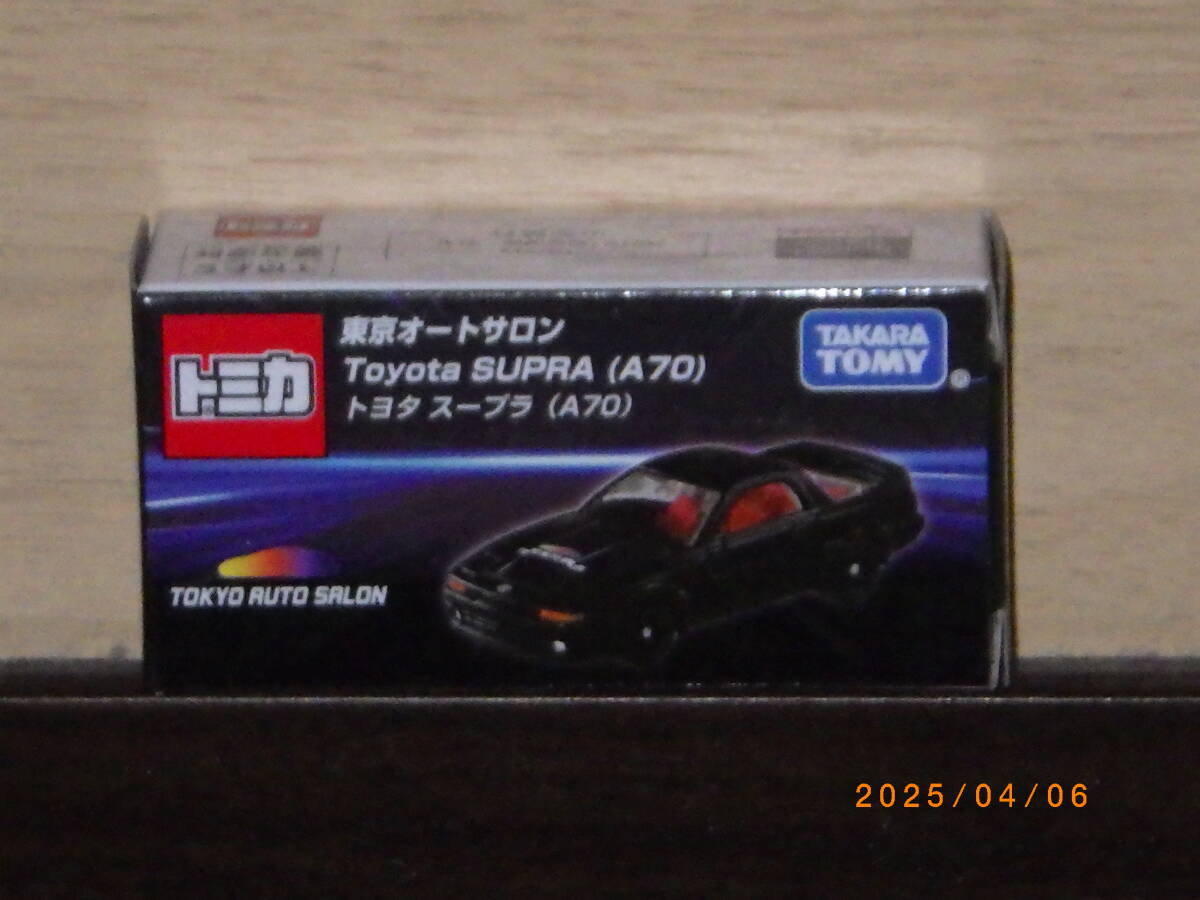 トミカ
東京オートサロン
Toyota SUPRA (A70)
トヨタ スープラ (A70)
TAKARA
TOMY
TOKYO AUTO SALON
2025/04/06